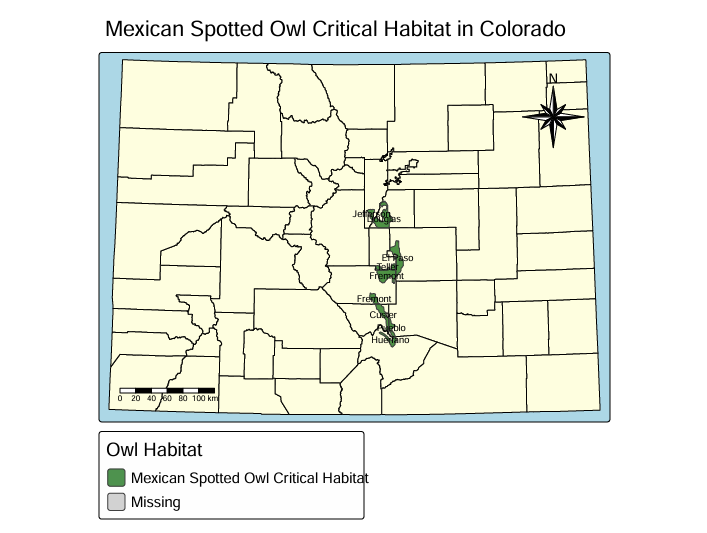 Mexican Spotted Owl Critical Habitat in Colorado
N
Jefferson
Douglas
El Paso
Teller
Fremont
Fremont
Custer
Pueblo
Huerfano
0 20 40 60 80 100 km
Owl Habitat
Mexican Spotted Owl Critical Habitat
Missing